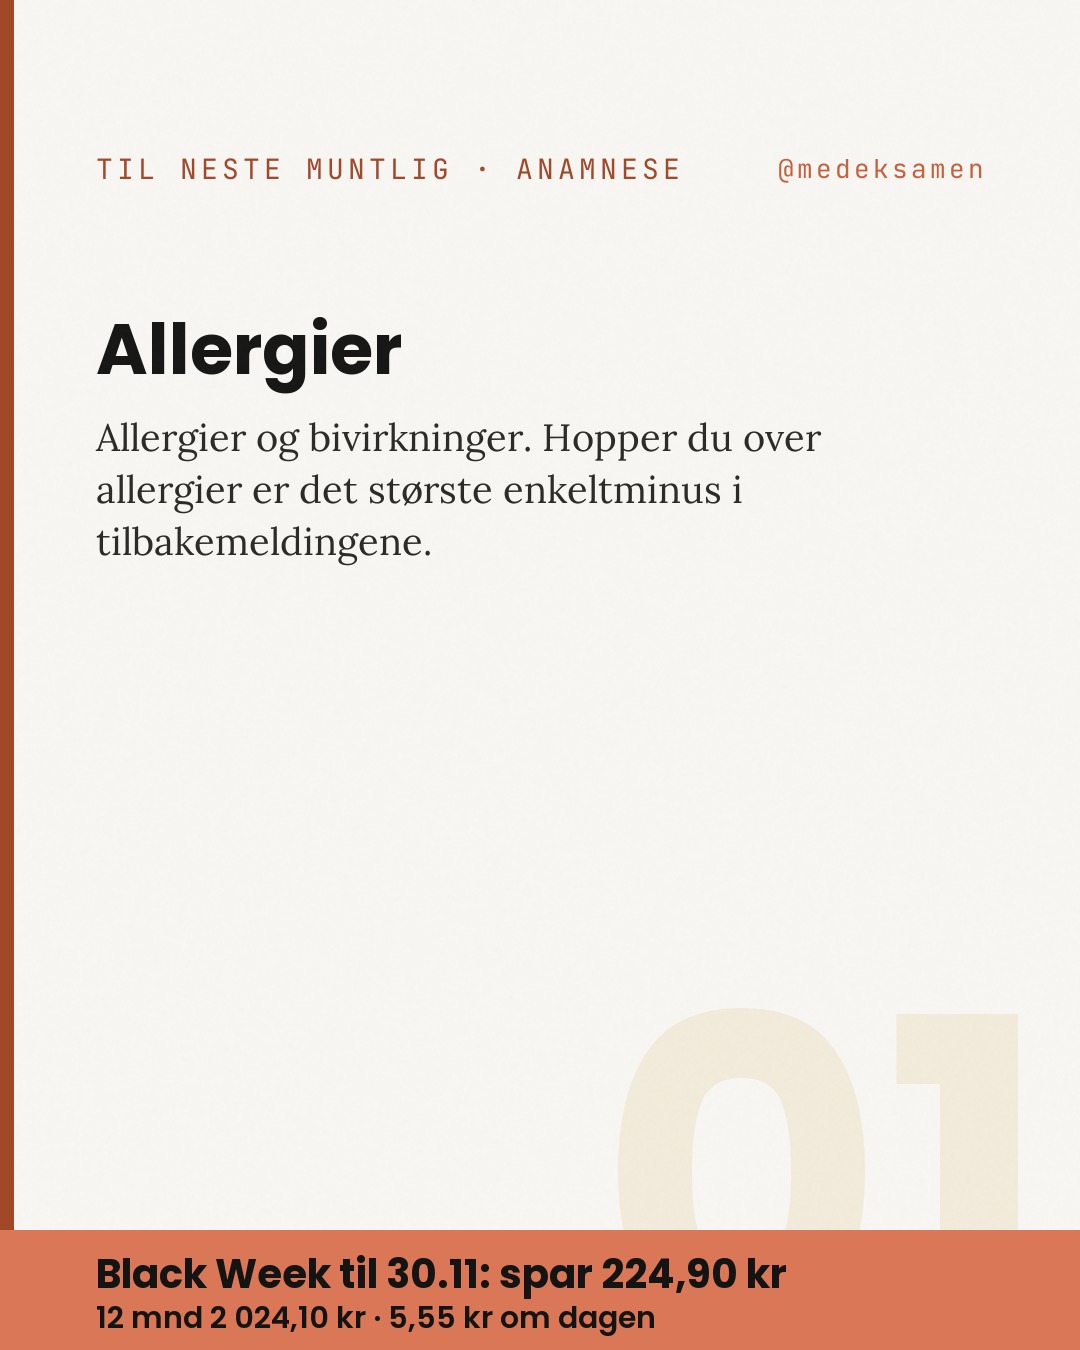 TIL NESTE MUNTLIG · ANAMNESE
@medeksamen
Allergier
Allergier og bivirkninger. Hopper du over
allergier er det største enkeltminus i
tilbakemeldingene.
01
Black Week til 30.11: spar 224,90 kr
12 mnd 2 024,10 kr · 5,55 kr om dagen